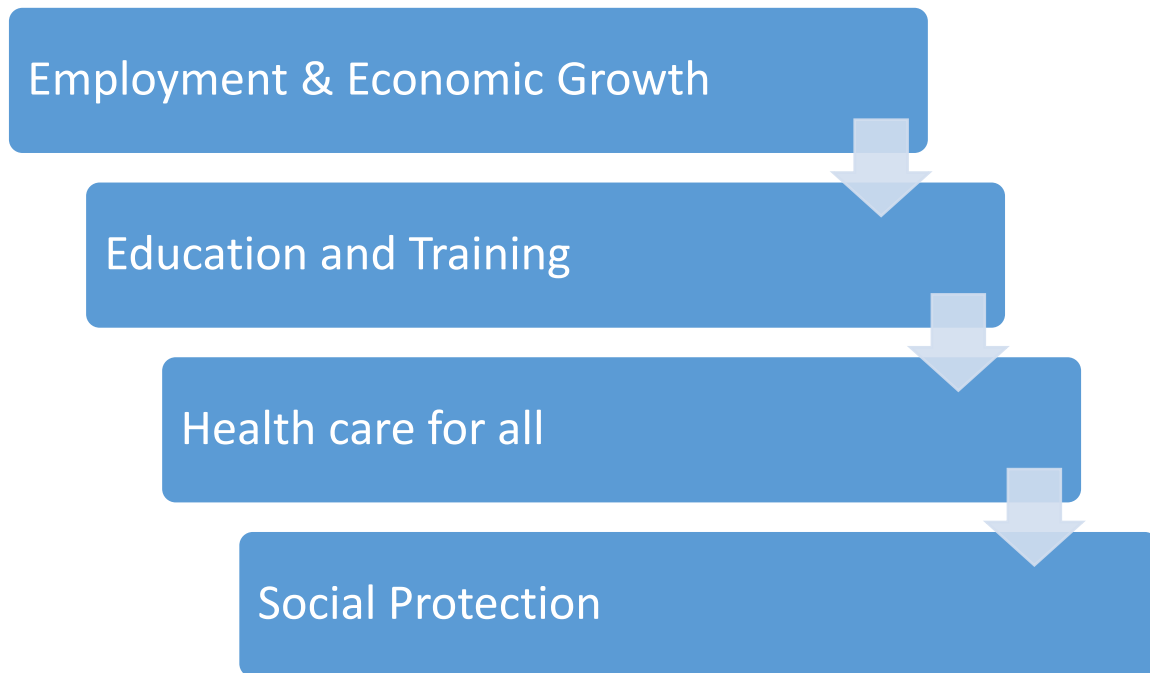 Employment & Economic Growth
Education and Training
Health care for all
Social Protection